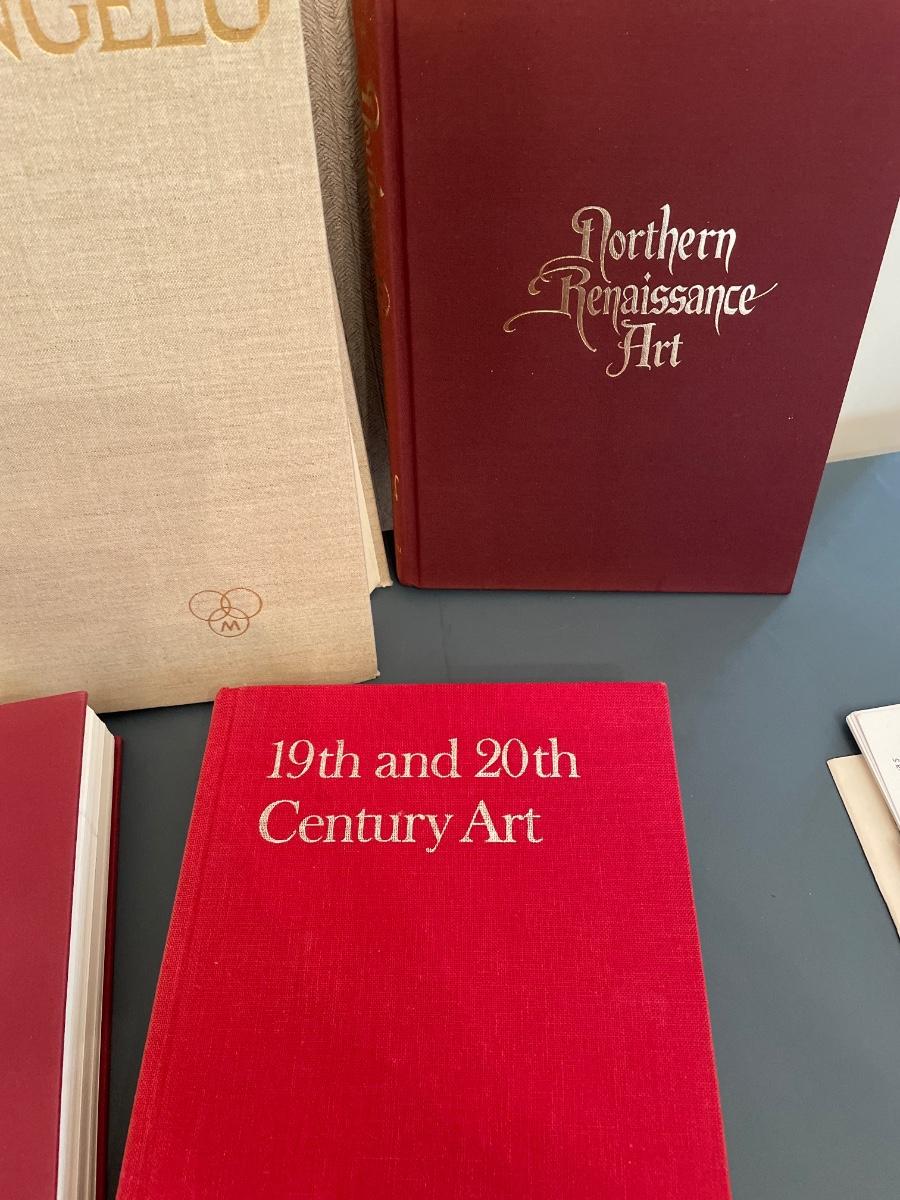 NGELO
M
Northern
Renaissance
Art
19th and 20th
Century Art